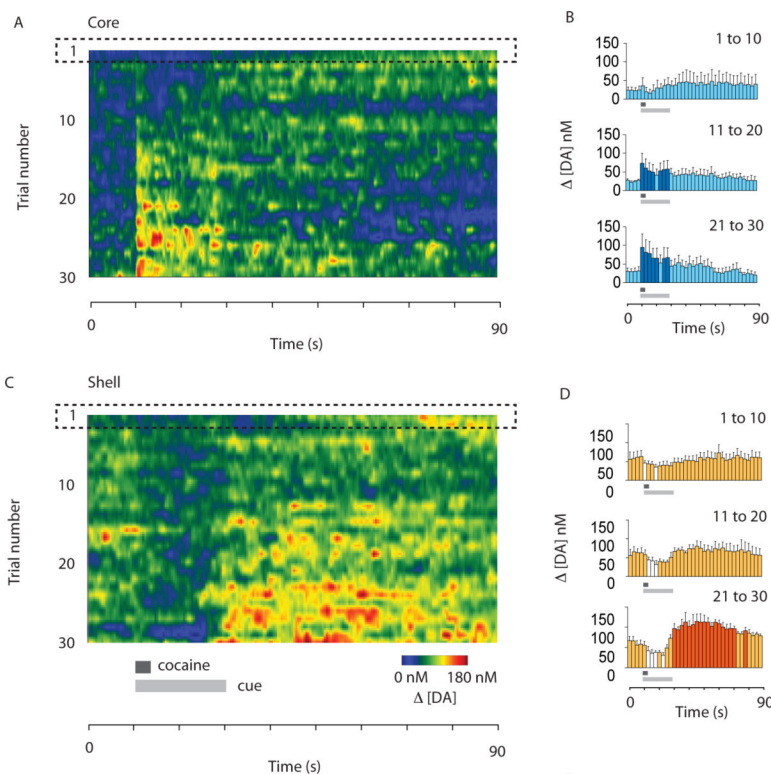 A
Core
1
10
20
30
Trial number
0
90
Time (s)
B
1 to 10
150
100
50
0
11 to 20
150
100
50
0
21 to 30
150
100
50
0
Δ [DA] nM
0
90
Time (s)
C
Shell
1
10
20
30
Trial number
cocaine
cue
0 nM 180 nM
Δ [DA]
0
90
Time (s)
D
1 to 10
150
100
50
0
11 to 20
150
100
50
0
21 to 30
150
100
50
0
Δ [DA] nM
0
90
Time (s)